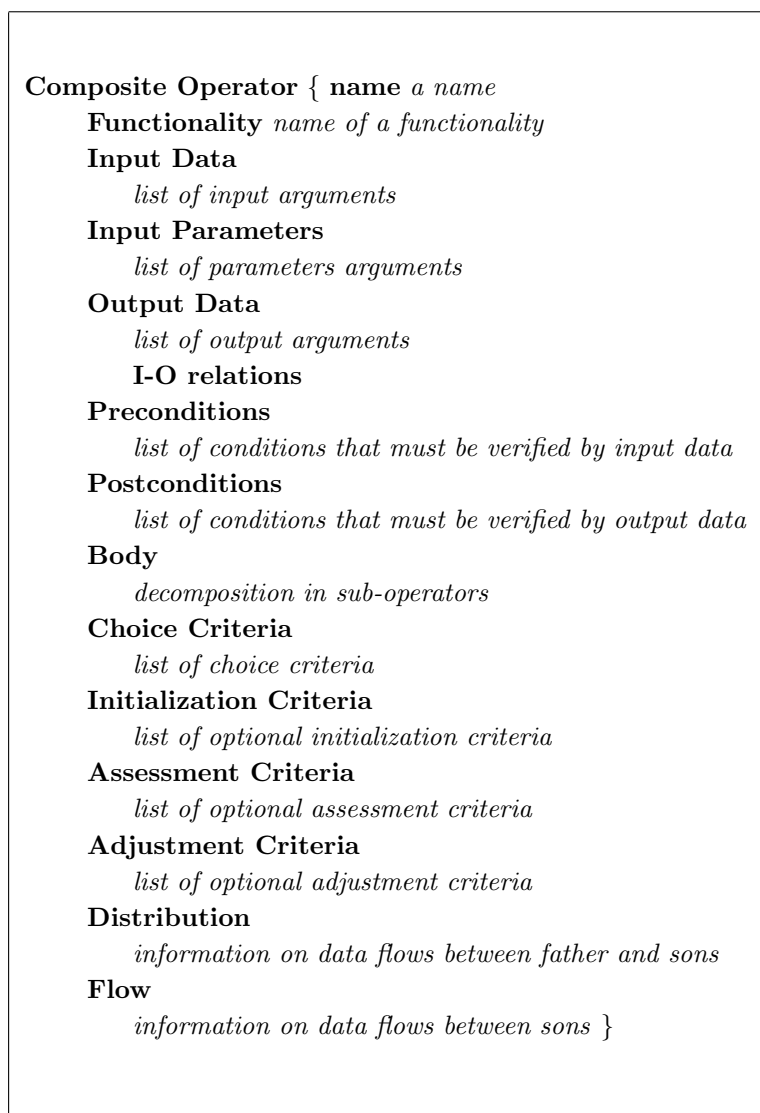 Composite Operator { name a name
Functionality name of a functionality
Input Data
list of input arguments
Input Parameters
list of parameters arguments
Output Data
list of output arguments
I-O relations
Preconditions
list of conditions that must be verified by input data
Postconditions
list of conditions that must be verified by output data
Body
decomposition in sub-operators
Choice Criteria
list of choice criteria
Initialization Criteria
list of optional initialization criteria
Assessment Criteria
list of optional assessment criteria
Adjustment Criteria
list of optional adjustment criteria
Distribution
information on data flows between father and sons
Flow
information on data flows between sons }